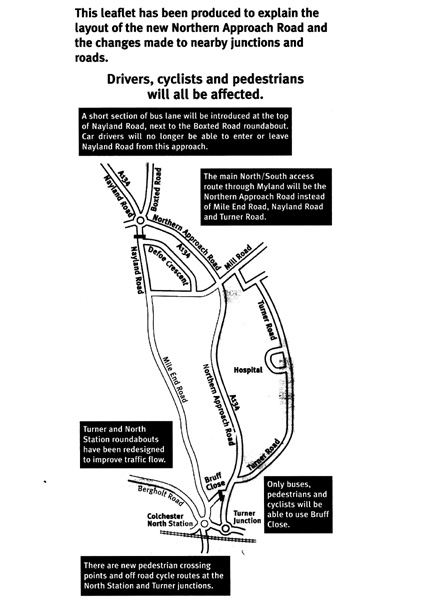 This leaflet has been produced to explain the
layout of the new Northern Approach Road and
the changes made to nearby junctions and
roads.
Drivers, cyclists and pedestrians
will all be affected.
A short section of bus lane will be introduced at the top
of Nayland Road, next to the Boxted Road roundabout.
Car drivers will no longer be able to enter or leave
Nayland Road from this approach.
The main North/South access
route through Myland will be the
Northern Approach Road instead
of Mile End Road, Nayland Road
and Turner Road.
A134
Nayland Road
Boxted Road
Northern Approach Road
A134
Mill Road
Defoe Crescent
Nayland Road
Turner Road
Hospital
Mile End Road
Northern Approach Road
A134
Turner and North
Station roundabouts
have been redesigned
to improve traffic flow.
Turner Road
Bruff
Close
Bergholt Road
Only buses,
pedestrians and
cyclists will be
able to use Bruff
Close.
Colchester
North Station
Turner
Junction
There are new pedestrian crossing
points and off road cycle routes at the
North Station and Turner junctions.